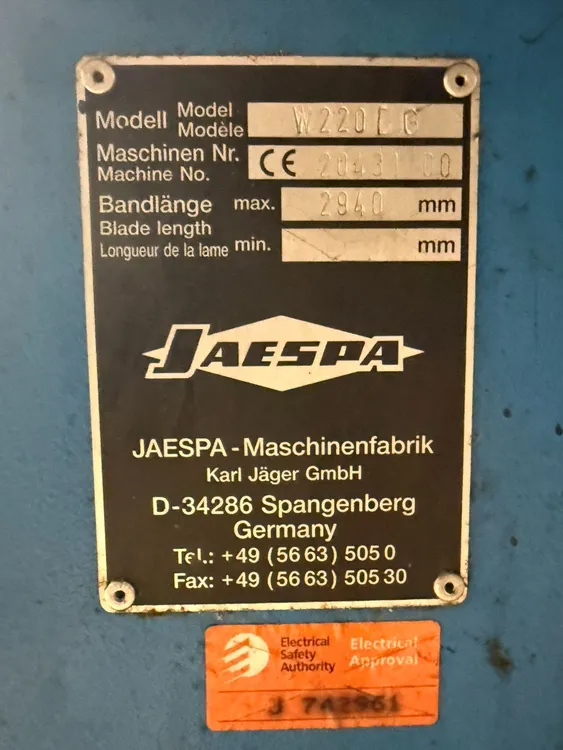 Modell Model
Modèle
W220DG
Maschinen Nr.
Machine No.
CE
20431 00
Bandlänge max. 2940 mm
Blade length
Longueur de la lame min. mm
JAESPA
JAESPA-Maschinenfabrik
Karl Jäger GmbH
D-34286 Spangenberg
Germany
Tel.: +49 (56 63) 505 0
Fax: +49 (56 63) 505 30
Electrical
Safety
Authority
Electrical
Approval
J 742961